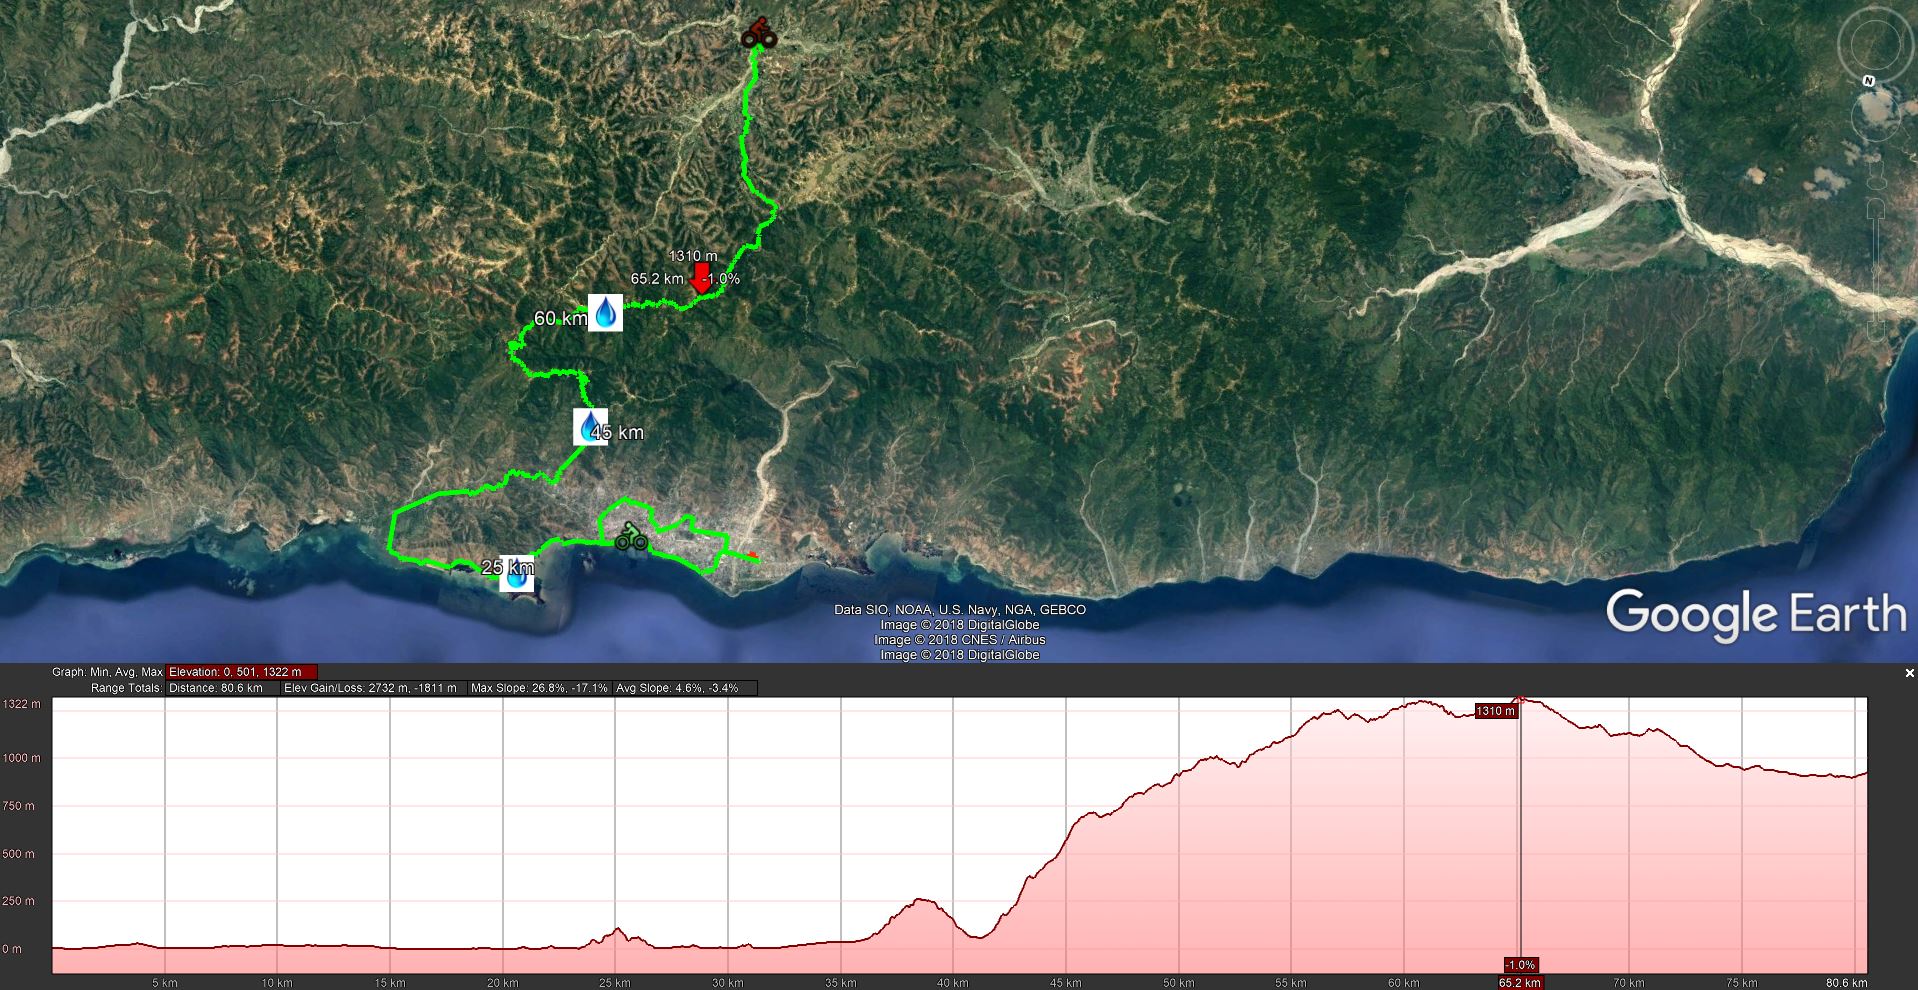 N
1310 m
65.2 km -1.0%
60 km
45 km
25 km
Data SIO, NOAA, U.S. Navy, NGA, GEBCO
Image © 2018 DigitalGlobe
Image © 2018 CNES / Airbus
Image © 2018 DigitalGlobe
Google Earth
Graph: Min, Avg, Max Elevation: 0, 501, 1322 m
Range Totals: Distance: 80.6 km Elev Gain/Loss: 2732 m, -1811 m Max Slope: 26.8%, -17.1% Avg Slope: 4.6%, -3.4%
1322 m
1310 m
1000 m
750 m
500 m
250 m
0 m
-1.0%
5 km 10 km 15 km 20 km 25 km 30 km 35 km 40 km 45 km 50 km 55 km 60 km 65.2 km 70 km 75 km 80.6 km